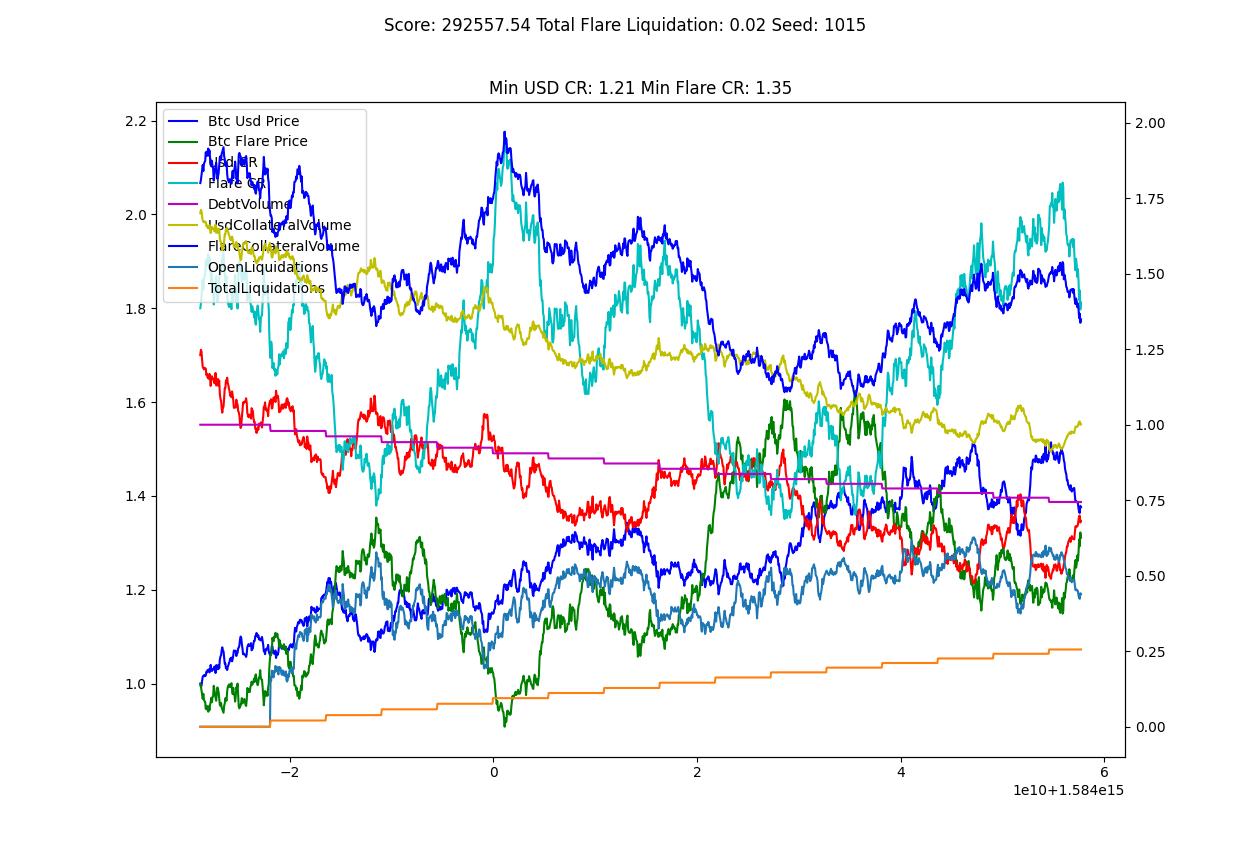 Score: 292557.54 Total Flare Liquidation: 0.02 Seed: 1015
Min USD CR: 1.21 Min Flare CR: 1.35
Btc Usd Price
Btc Flare Price
Usd CR
Flare CR
DebtVolume
UsdCollateralVolume
FlareCollateralVolume
OpenLiquidations
TotalLiquidations
2.2
2.0
1.8
1.6
1.4
1.2
1.0
2.00
1.75
1.50
1.25
1.00
0.75
0.50
0.25
0.00
−2
0
2
4
6
1e10+1.584e15